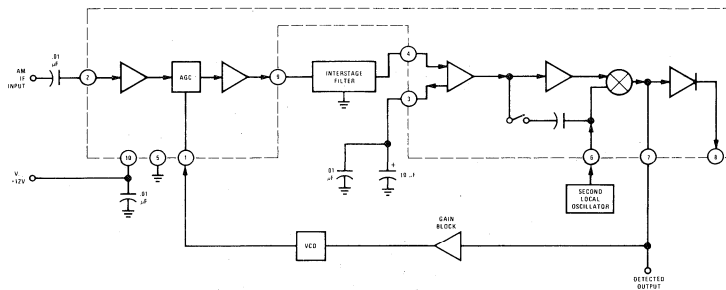 AM
IF
INPUT
.01
µF
2
AGC
9
INTERSTAGE
FILTER
4
3
.01
µF
+
10
6
7
8
10
5
1
V.
+12V
.01
µF
SECOND
LOCAL
OSCILLATOR
GAIN
BLOCK
VCO
DETECTED
OUTPUT